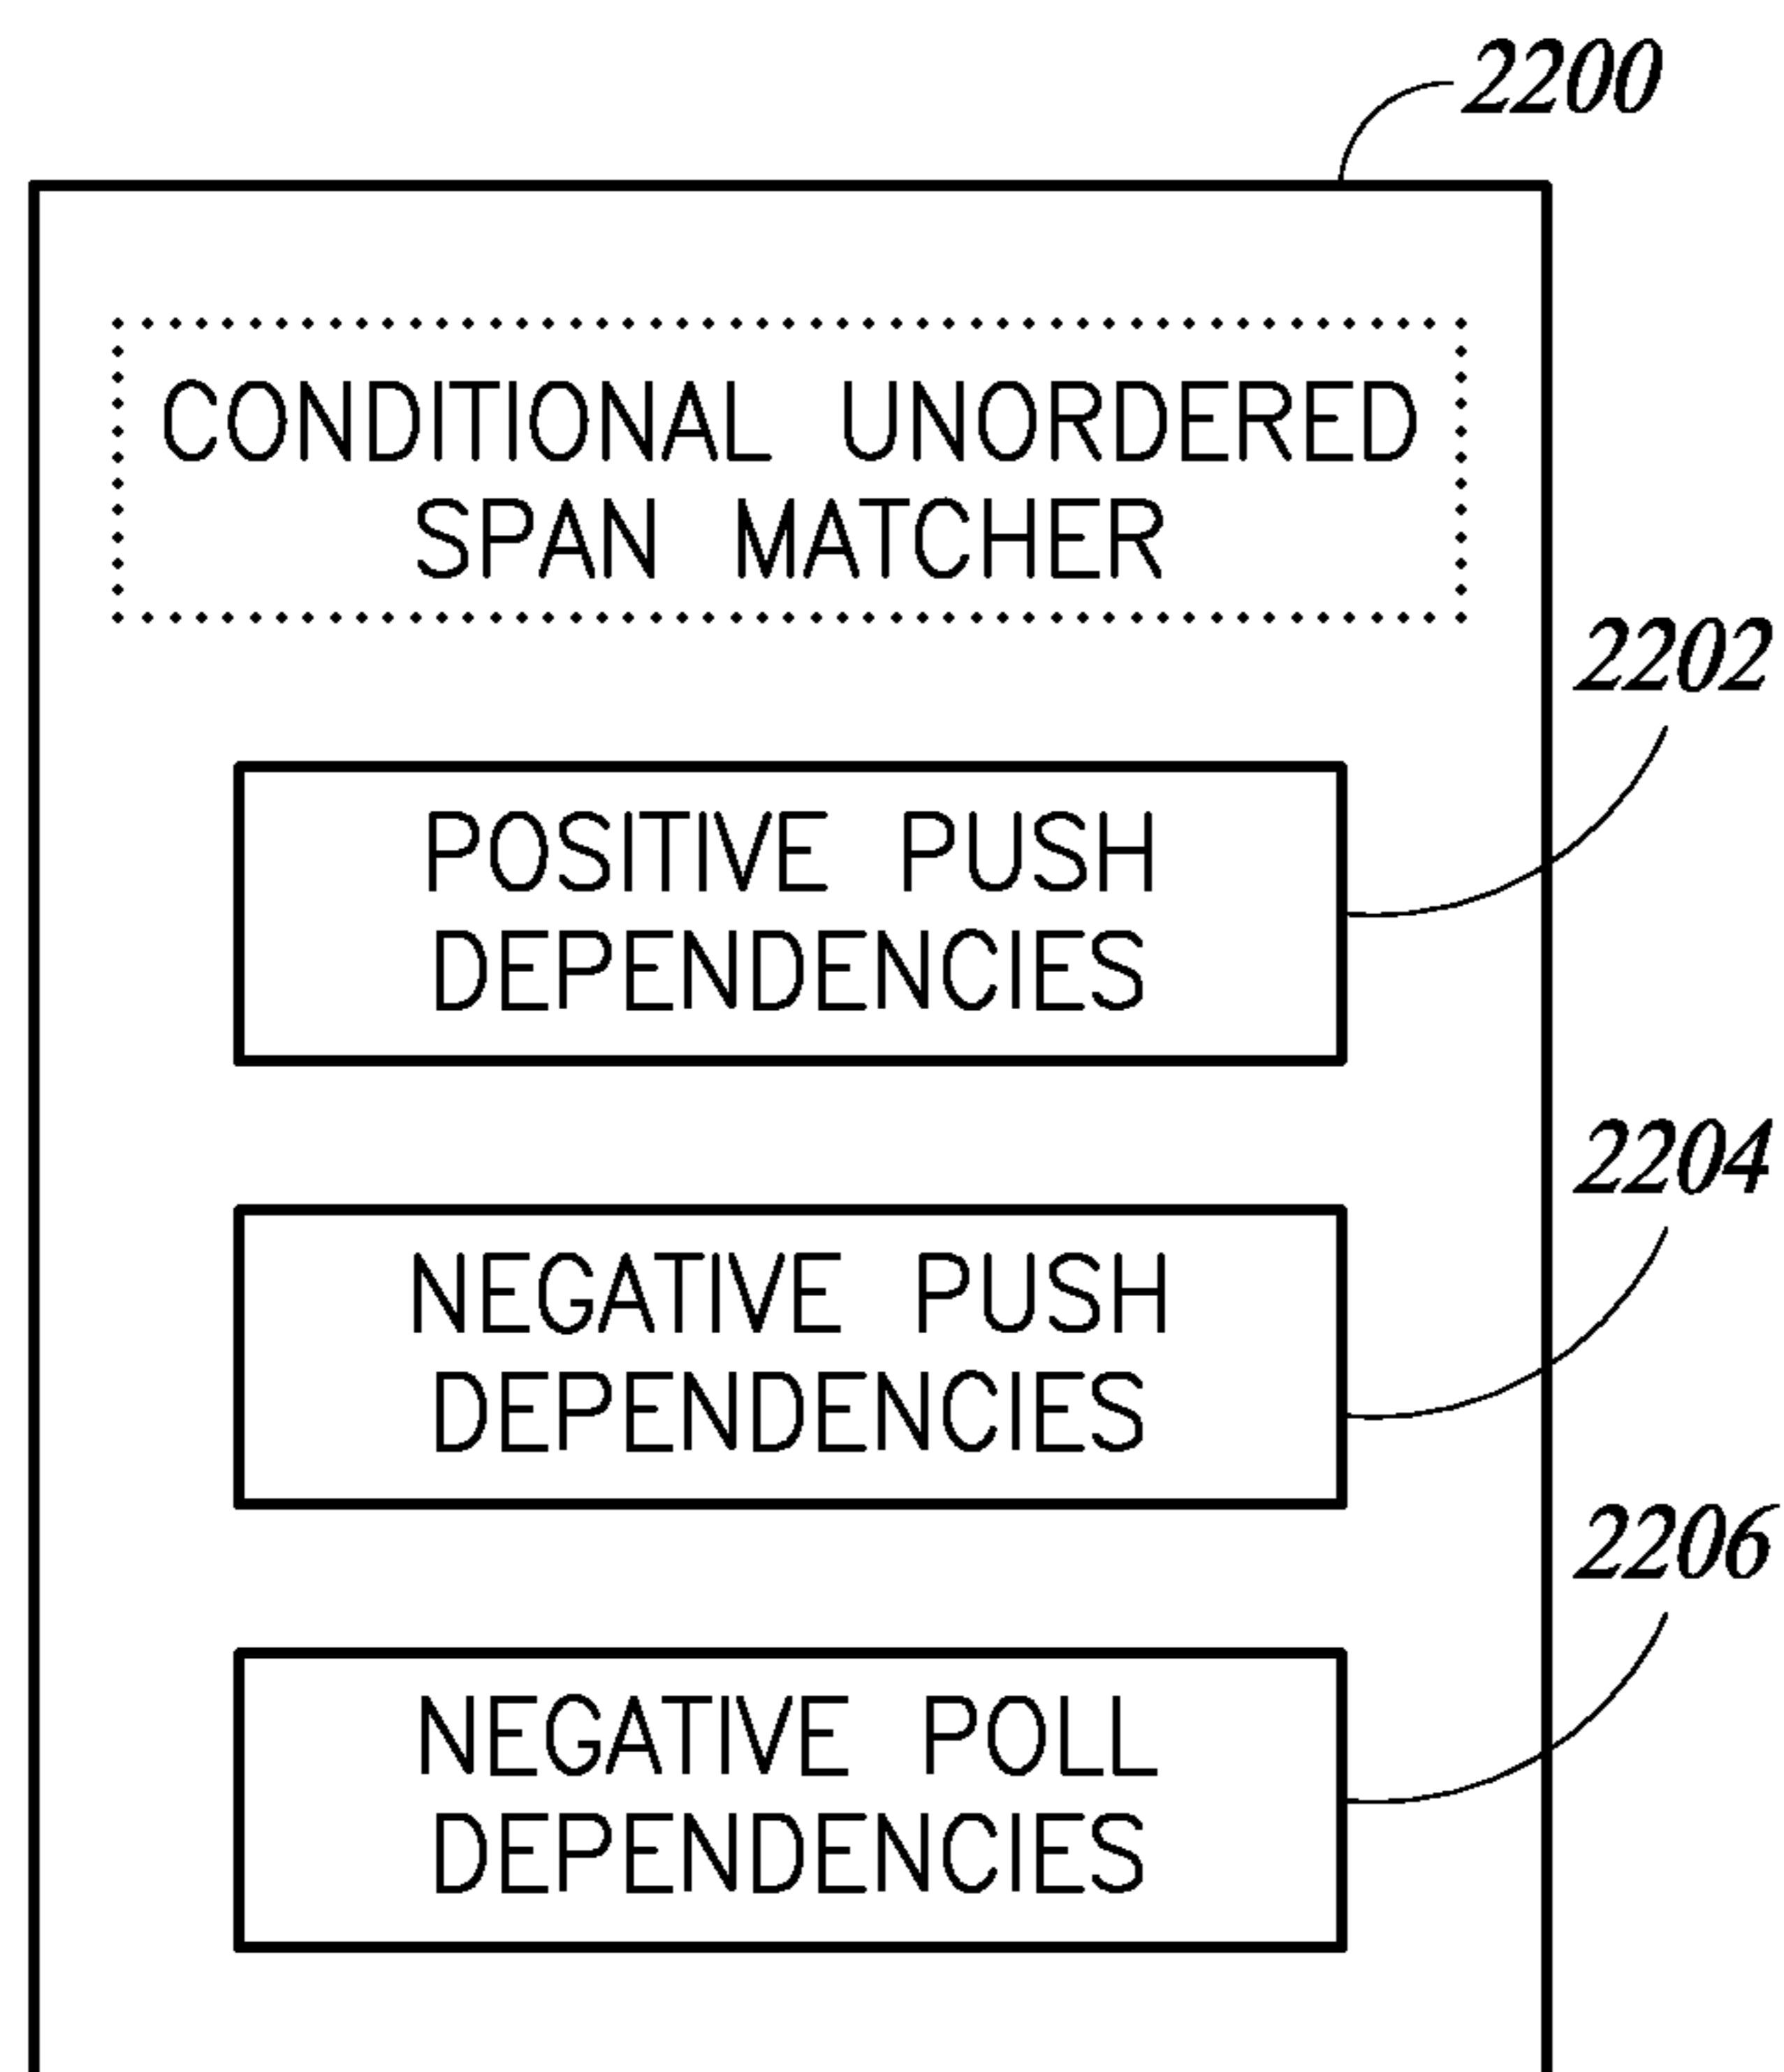 2200
CONDITIONAL UNORDERED
SPAN MATCHER
2202
POSITIVE PUSH
DEPENDENCIES
2204
NEGATIVE PUSH
DEPENDENCIES
2206
NEGATIVE POLL
DEPENDENCIES